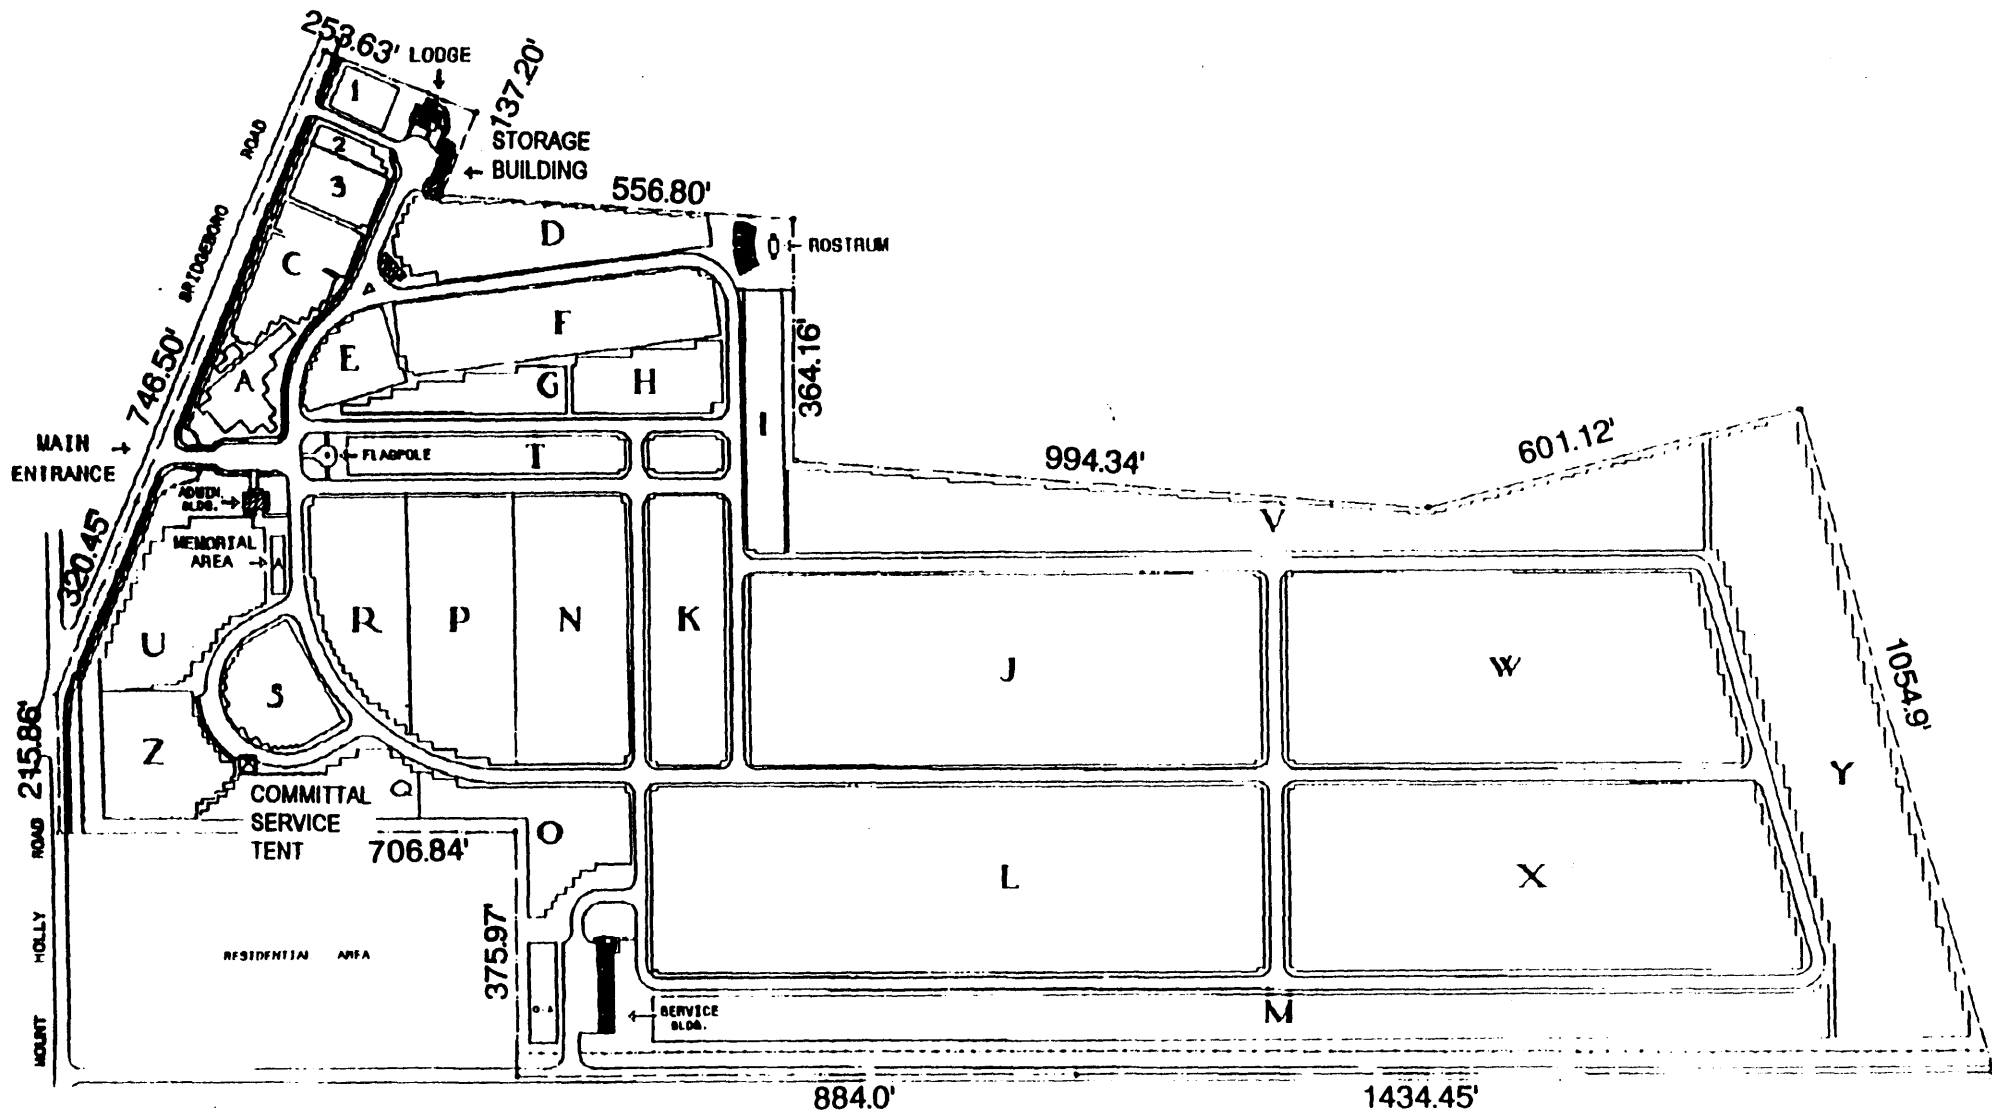 253.63'
LODGE
137.20'
1
2
3
STORAGE
BUILDING
BRIDGEBORO ROAD
556.80'
D
ROSTRUM
C
F
E
A
G
H
I
364.16'
746.50'
MAIN
ENTRANCE
FLAGPOLE
T
994.34'
601.12'
ADMIN.
BLDG.
V
320.45'
MEMORIAL
AREA
A
U
R
P
N
K
J
W
S
1054.9'
215.86'
Z
Y
COMMITTAL
SERVICE
TENT
Q
O
706.84'
L
X
MOUNT HOLLY ROAD
RESIDENTIAL AREA
375.97'
O-A
SERVICE
BLDG.
M
884.0'
1434.45'